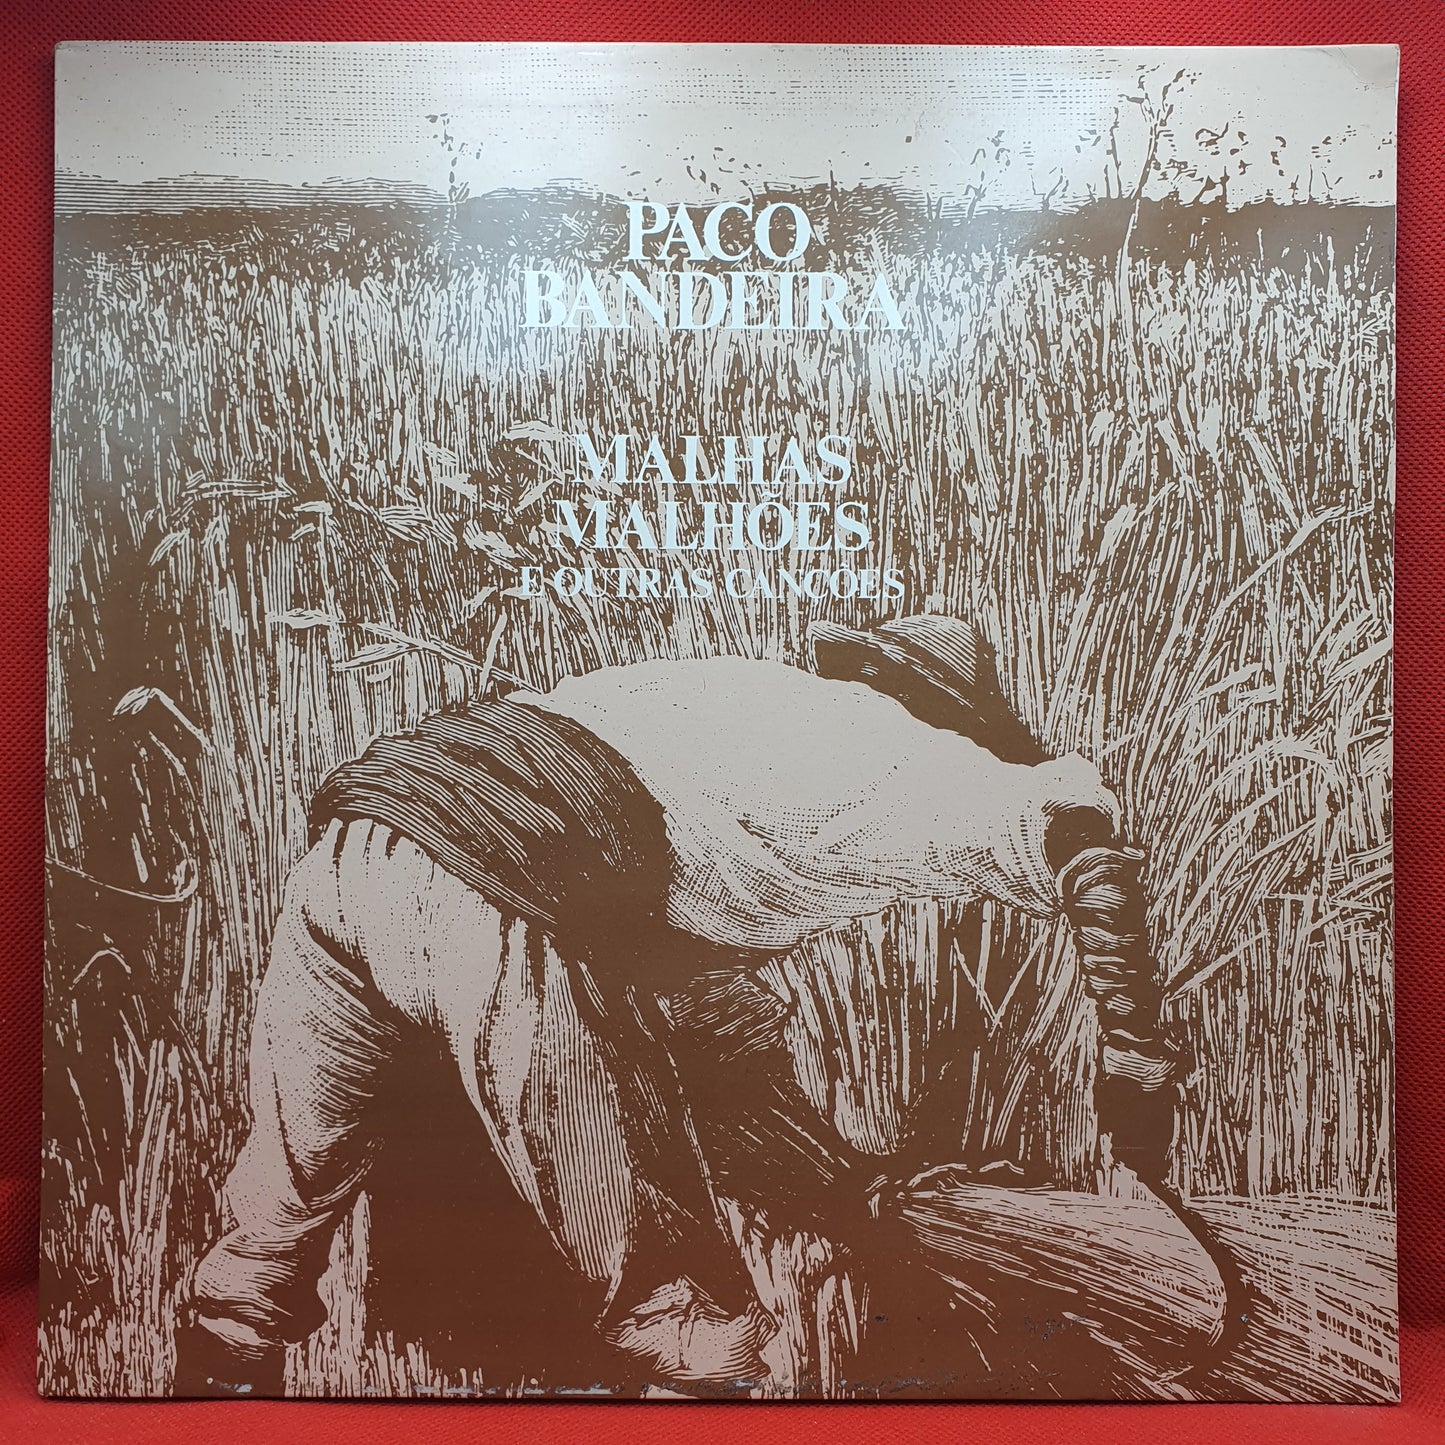 PACO
BANDEIRA
MALHAS
MALHÕES
E OUTRAS CANÇÕES